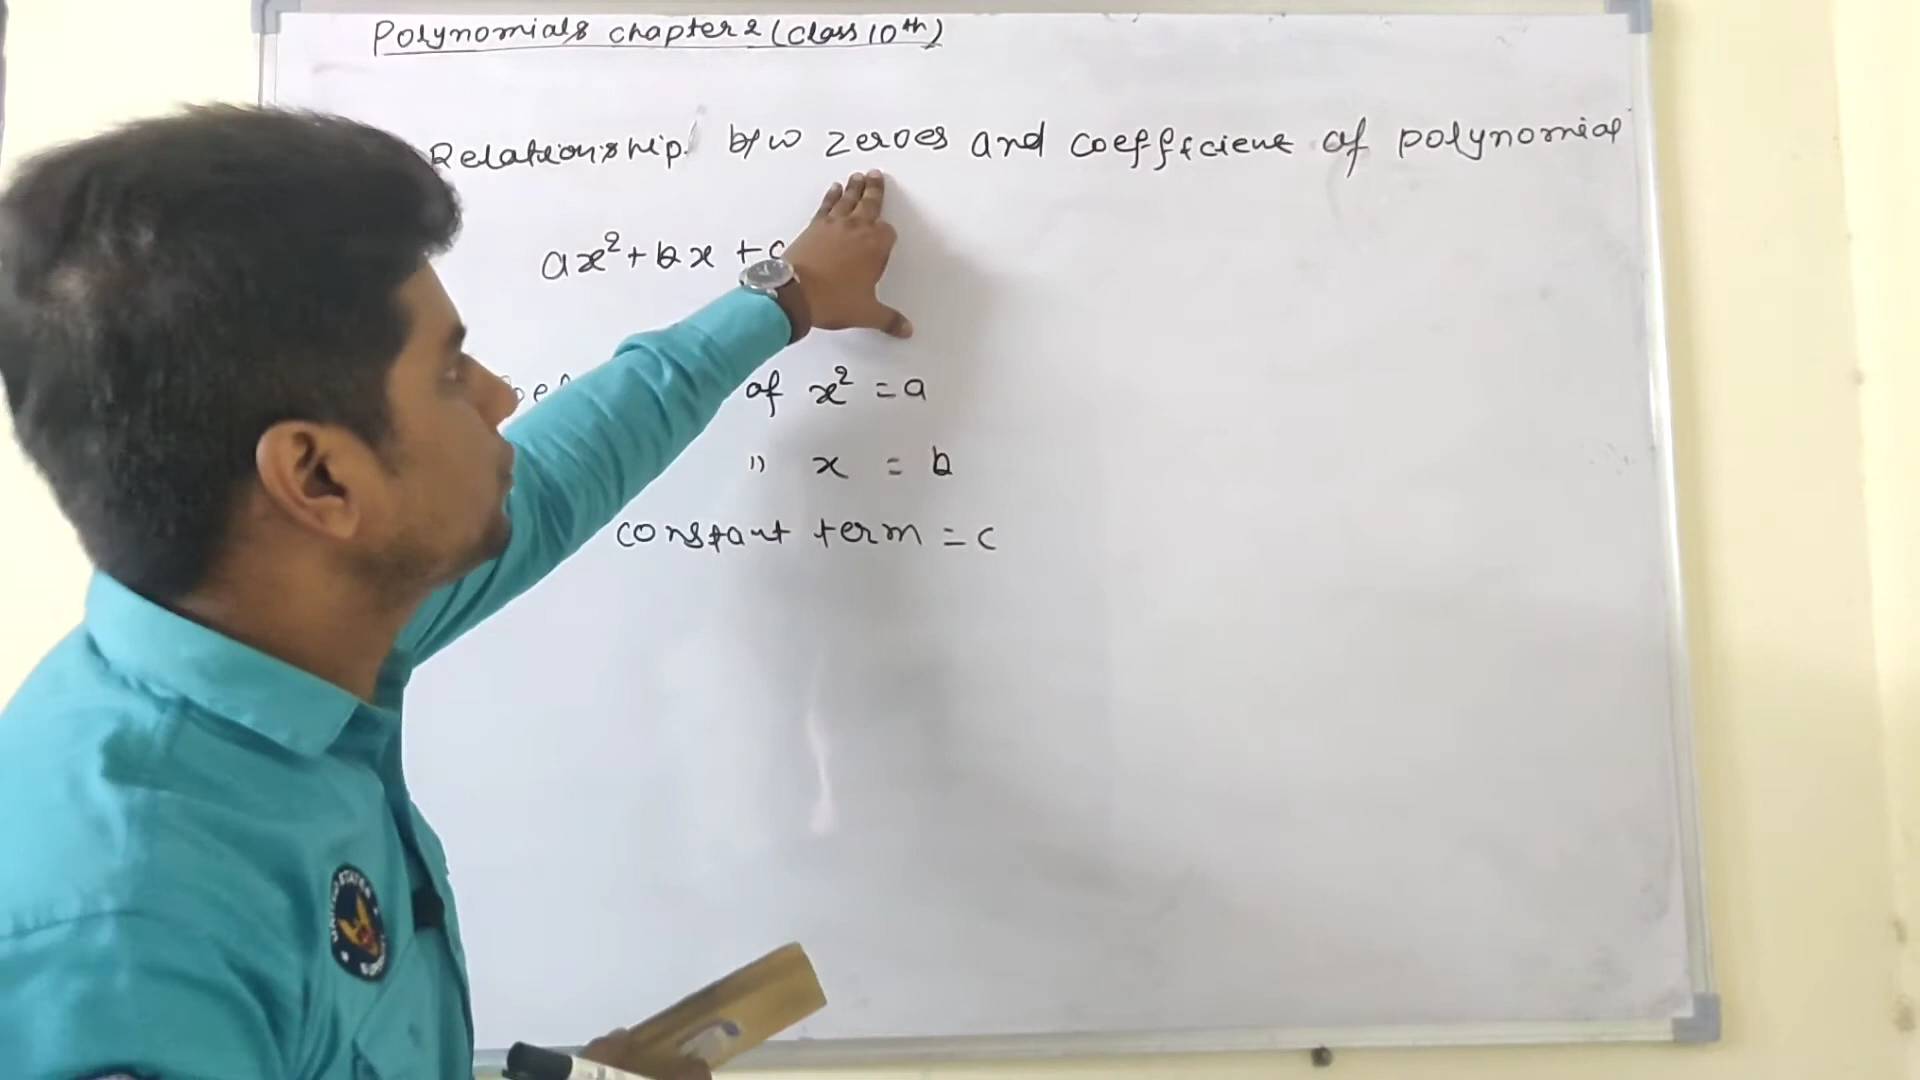 Polynomials chapter 2 (Class 10th)
Relationship b/w zeroes and coefficient of polynomial
ax² + bx + c
of x² = a
" x = b
constant term = c